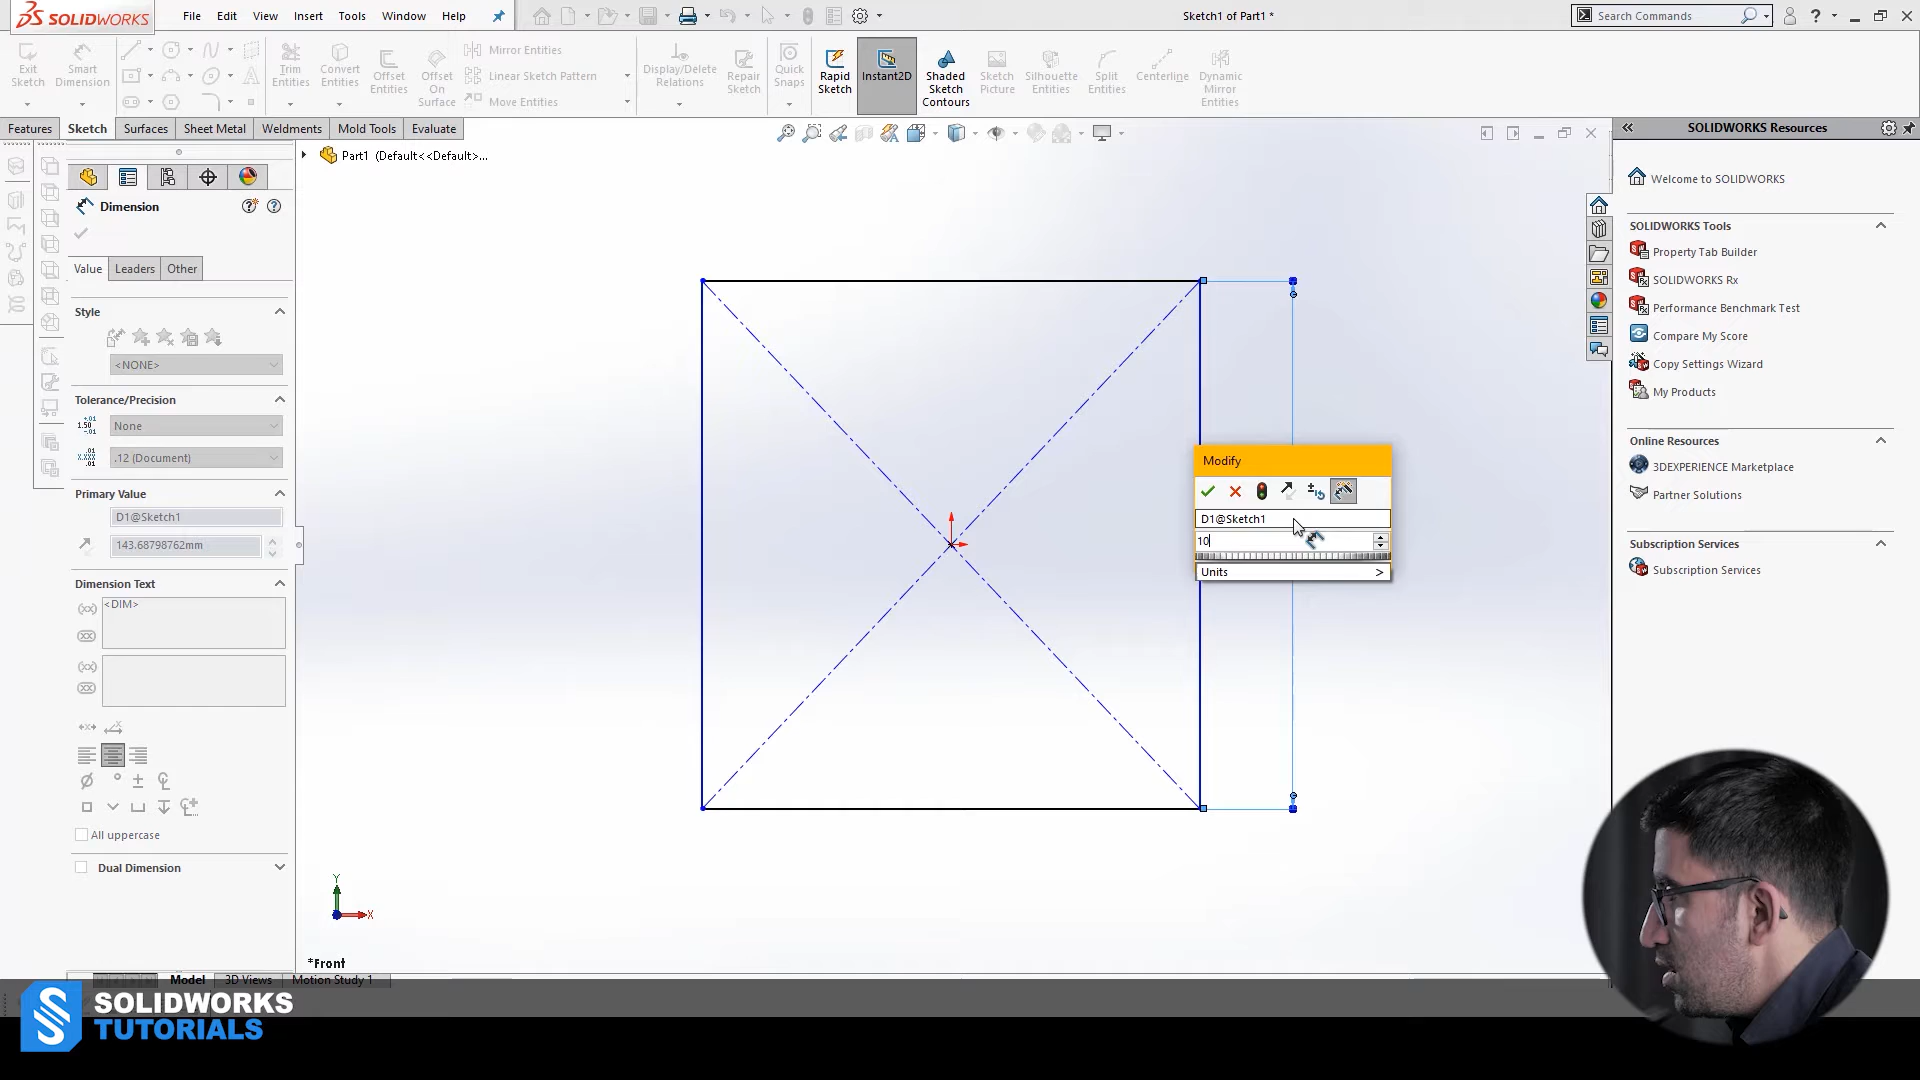 SOLIDWORKS
File Edit View Insert Tools Window Help
Sketch1 of Part1 *
Search Commands
Exit Sketch
Smart Dimension
Trim Entities
Convert Entities
Offset Entities
Offset On Surface
Mirror Entities
Linear Sketch Pattern
Move Entities
Display/Delete Relations
Repair Sketch
Quick Snaps
Rapid Sketch
Instant2D
Shaded Sketch Contours
Sketch Picture
Silhouette Entities
Split Entities
Centerline
Dynamic Mirror Entities
Features Sketch Surfaces Sheet Metal Weldments Mold Tools Evaluate
Part1 (Default<<Default>...
Dimension
Value Leaders Other
Style
<NONE>
Tolerance/Precision
None
.12 (Document)
Primary Value
D1@Sketch1
143.68798762mm
Dimension Text
<DIM>
All uppercase
Dual Dimension
Modify
D1@Sketch1
10
Units >
Y
X
*Front
Model 3D Views Motion Study 1
SOLIDWORKS Resources
Welcome to SOLIDWORKS
SOLIDWORKS Tools
Property Tab Builder
SOLIDWORKS Rx
Performance Benchmark Test
Compare My Score
Copy Settings Wizard
My Products
Online Resources
3DEXPERIENCE Marketplace
Partner Solutions
Subscription Services
Subscription Services
SOLIDWORKS
TUTORIALS